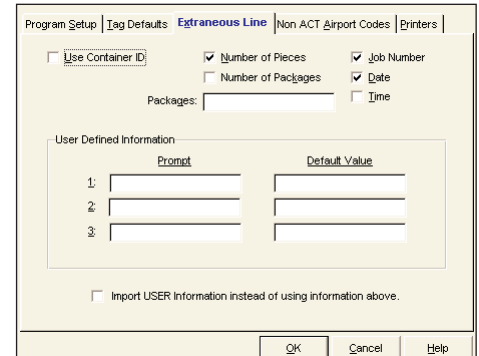 Program Setup Tag Defaults Extraneous Line Non ACT Airport Codes Printers
Use Container ID Number of Pieces Job Number
Number of Packages Date
Packages: Time
User Defined Information
Prompt Default Value
1:
2:
3:
Import USER Information instead of using information above.
OK Cancel Help